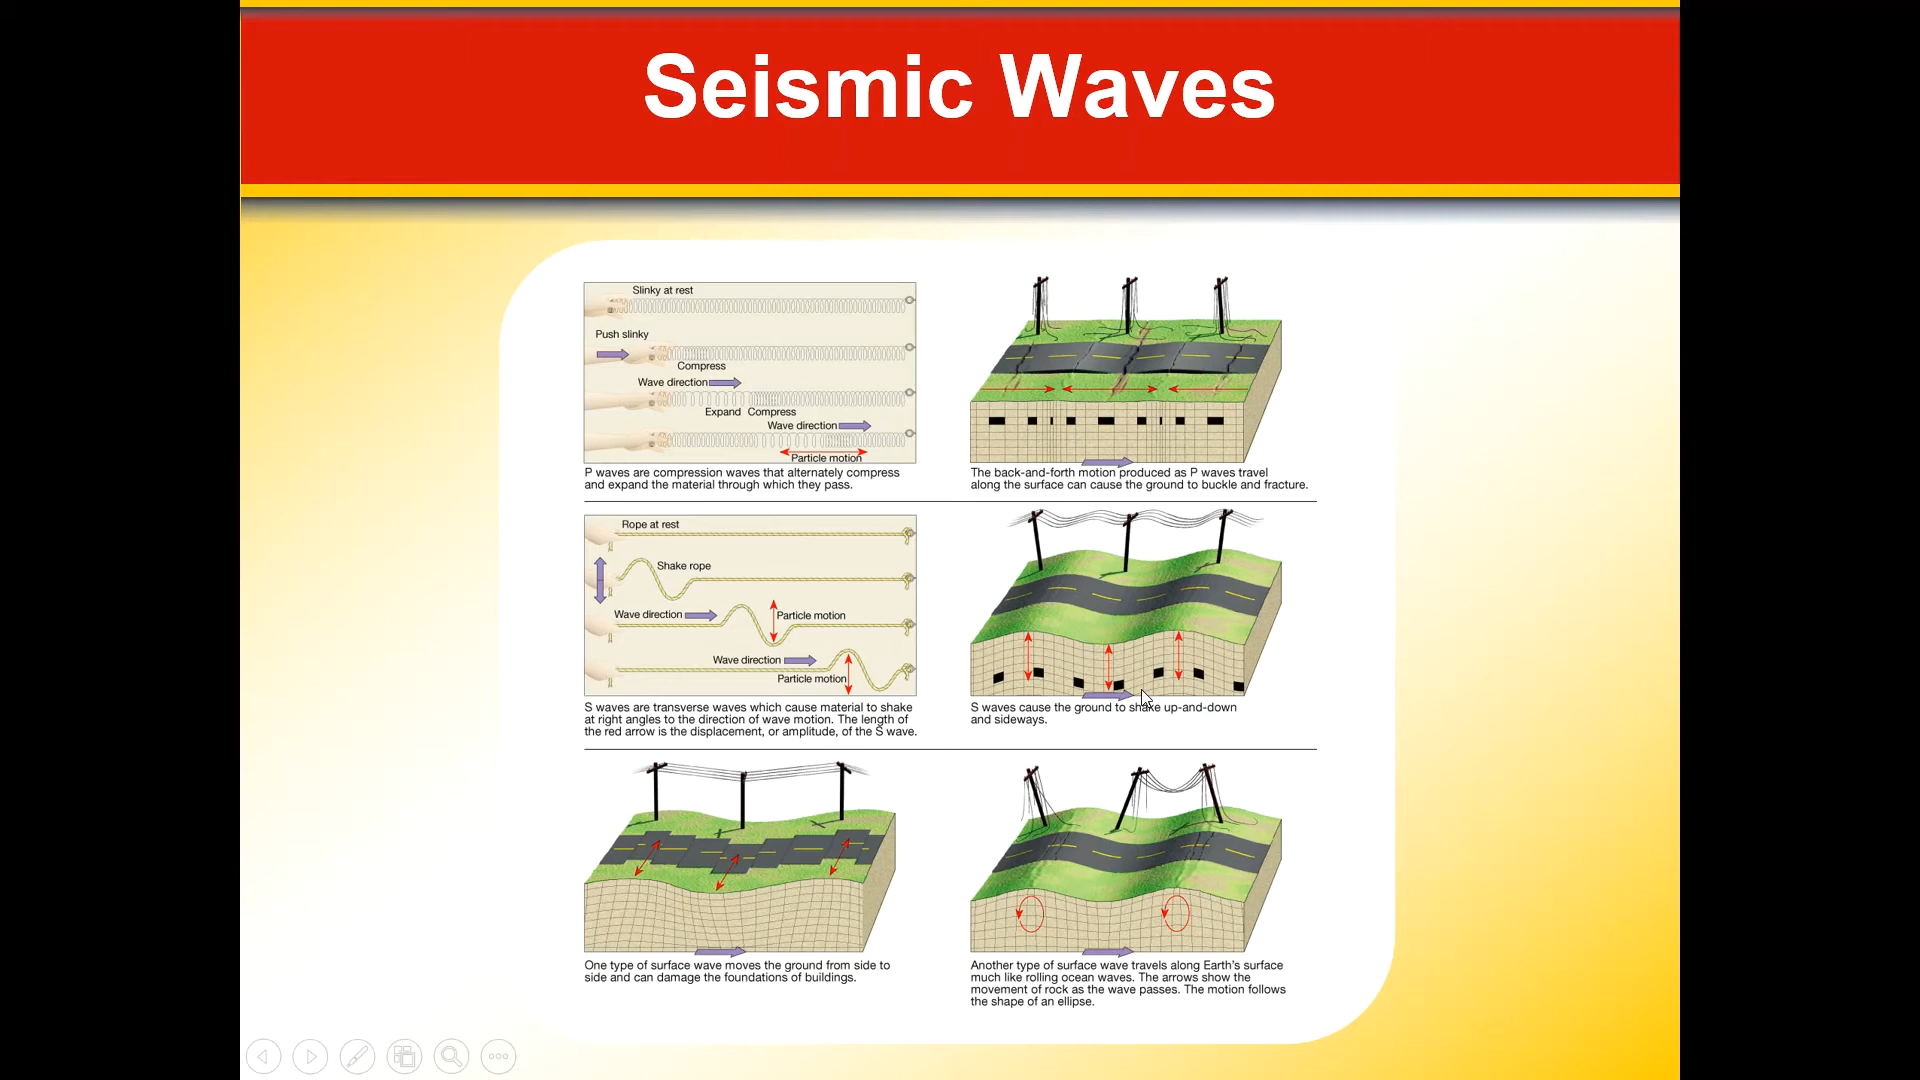 Seismic Waves
Slinky at rest
Push slinky
Compress
Wave direction
Expand Compress
Wave direction
Particle motion
P waves are compression waves that alternately compress
and expand the material through which they pass.
The back-and-forth motion produced as P waves travel
along the surface can cause the ground to buckle and fracture.
Rope at rest
Shake rope
Wave direction
Particle motion
Wave direction
Particle motion
S waves are transverse waves which cause material to shake
at right angles to the direction of wave motion. The length of
the red arrow is the displacement, or amplitude, of the S wave.
S waves cause the ground to shake up-and-down
and sideways.
One type of surface wave moves the ground from side to
side and can damage the foundations of buildings.
Another type of surface wave travels along Earth's surface
much like rolling ocean waves. The arrows show the
movement of rock as the wave passes. The motion follows
the shape of an ellipse.